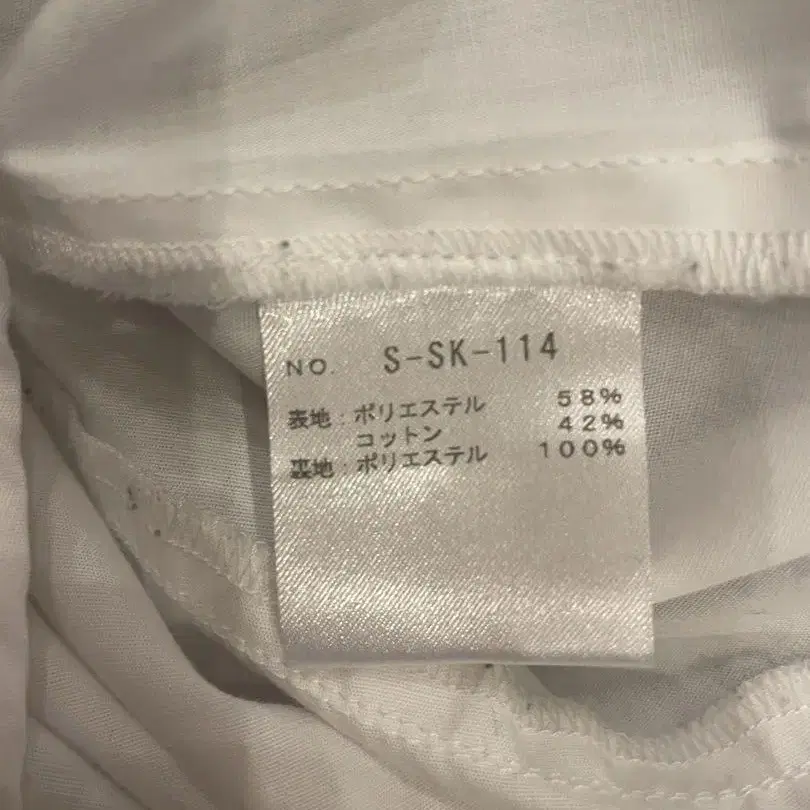 NO. S-SK-114
表地：ポリエステル 58%
コットン 42%
裏地：ポリエステル 100%